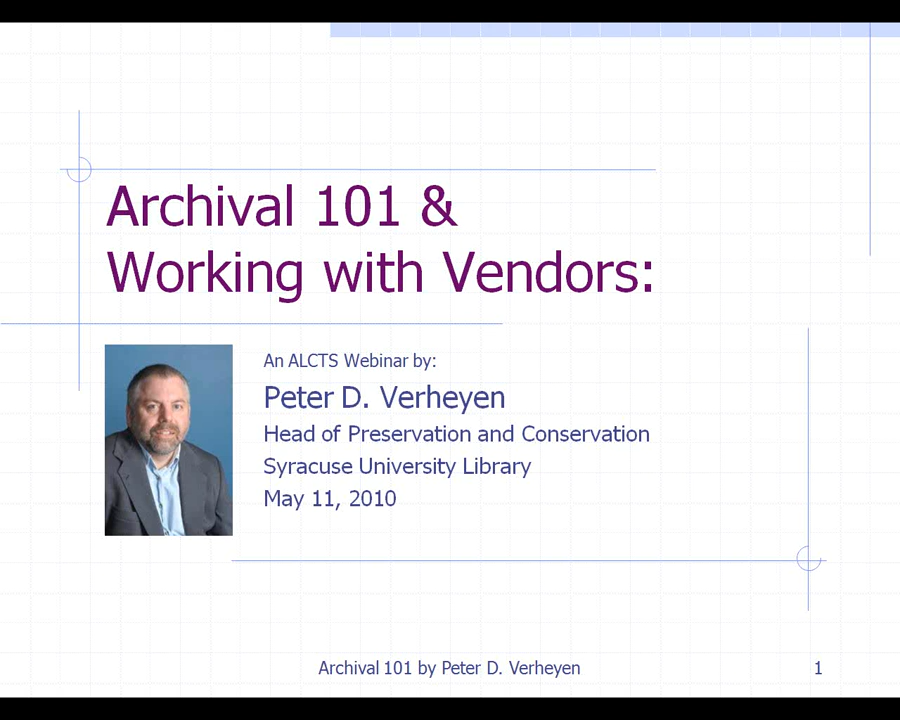 Archival 101 &
Working with Vendors:
An ALCTS Webinar by:
Peter D. Verheyen
Head of Preservation and Conservation
Syracuse University Library
May 11, 2010
Archival 101 by Peter D. Verheyen
1